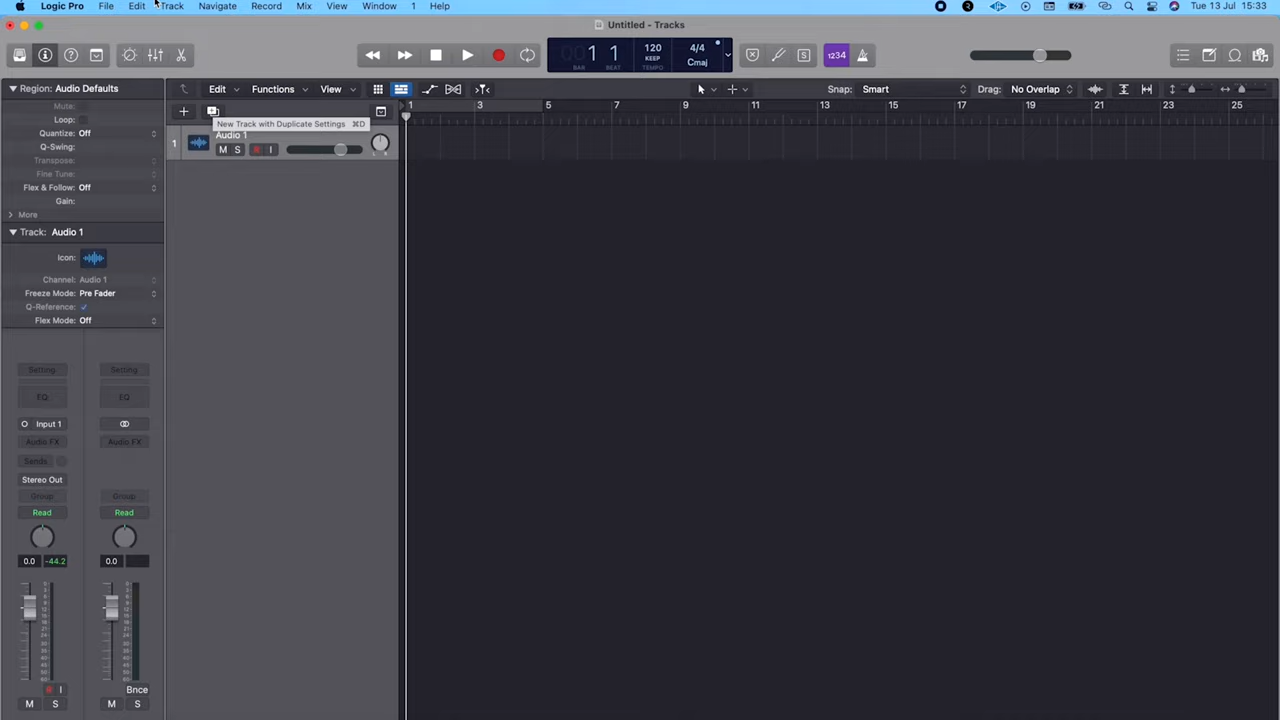 Logic Pro File Edit Track Navigate Record Mix View Window 1 Help Tue 13 Jul 15:33
Untitled - Tracks
1 1 120 4/4
BAR BEAT KEEP TEMPO Cmaj
S 1234
Region: Audio Defaults
Edit Functions View Snap: Smart Drag: No Overlap
Mute:
Loop:
Quantize: Off
Q-Swing:
Transpose:
Fine Tune:
Flex & Follow: Off
Gain:
More
1 3 5 7 9 11 13 15 17 19 21 23 25
New Track with Duplicate Settings ⌘D
1 Audio 1
M S R I
L R
Track: Audio 1
Icon:
Channel: Audio 1
Freeze Mode: Pre Fader
Q-Reference:
Flex Mode: Off
Setting Setting
EQ EQ
Input 1
Audio FX Audio FX
Sends
Stereo Out
Group Group
Read Read
0.0 -44.2 0.0
R I Bnce
M S M S